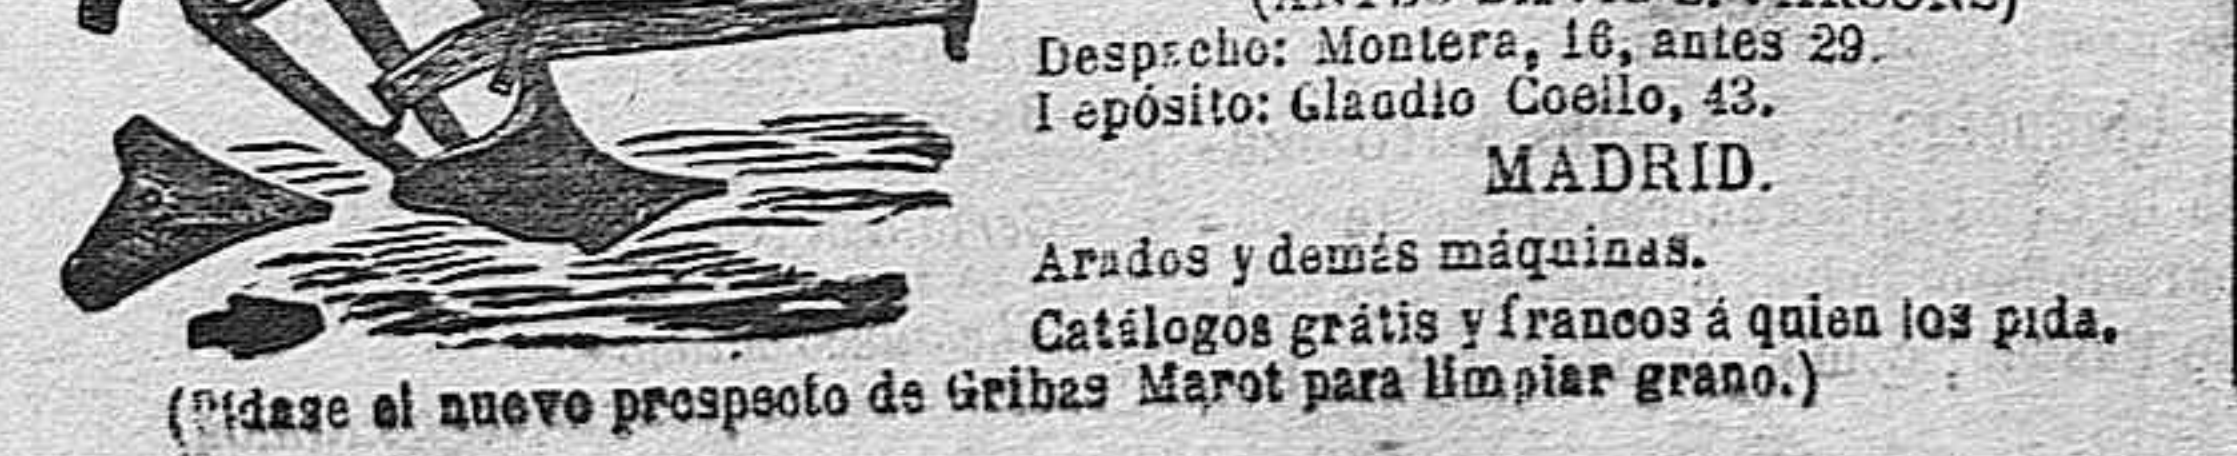 Despacho: Montera, 16, antes 29.
Depósito: Claudio Coello, 43.
MADRID.
Arados y demás máquinas.
Catálogos grátis y francos á quien los pida.
(Pídase el nuevo prospecto de Cribas Marot para limpiar grano.)